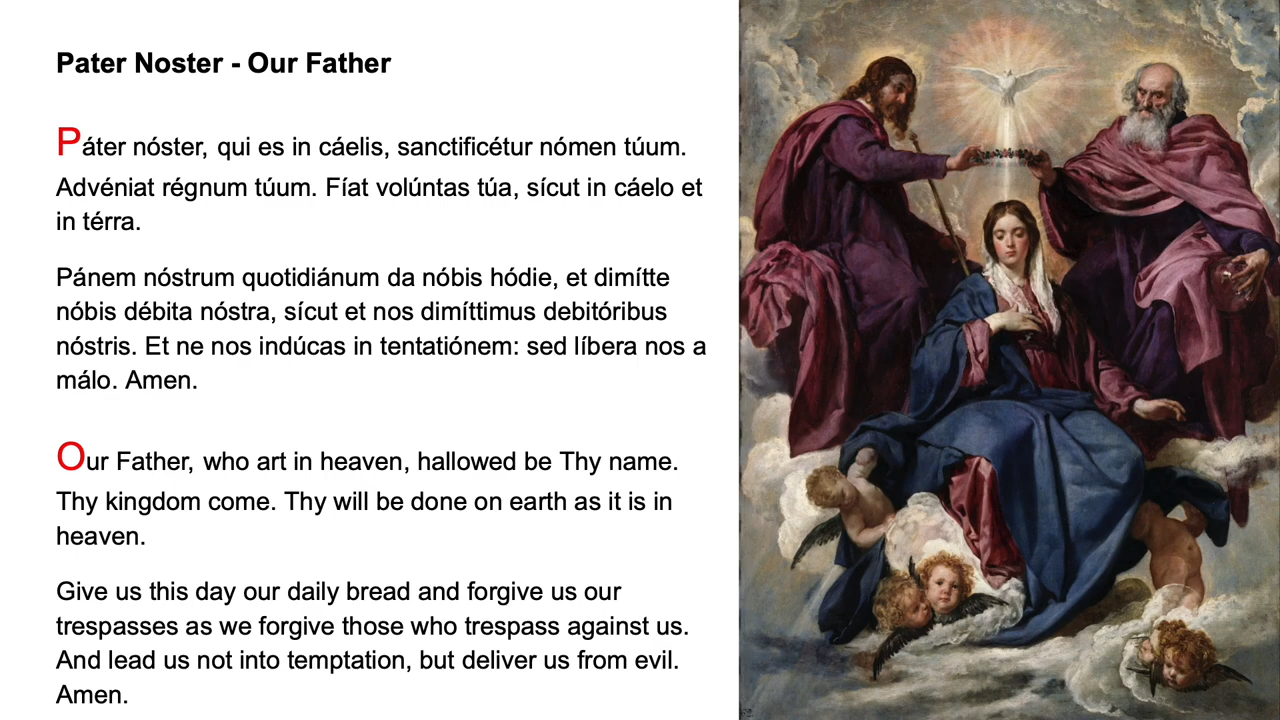 Pater Noster - Our Father
Páter nóster, qui es in cáelis, sanctificétur nómen túum.
Advéniat régnum túum. Fíat volúntas túa, sícut in cáelo et
in térra.
Pánem nóstrum quotidiánum da nóbis hódie, et dimítte
nóbis débita nóstra, sícut et nos dimíttimus debitóribus
nóstris. Et ne nos indúcas in tentatiónem: sed líbera nos a
málo. Amen.
Our Father, who art in heaven, hallowed be Thy name.
Thy kingdom come. Thy will be done on earth as it is in
heaven.
Give us this day our daily bread and forgive us our
trespasses as we forgive those who trespass against us.
And lead us not into temptation, but deliver us from evil.
Amen.